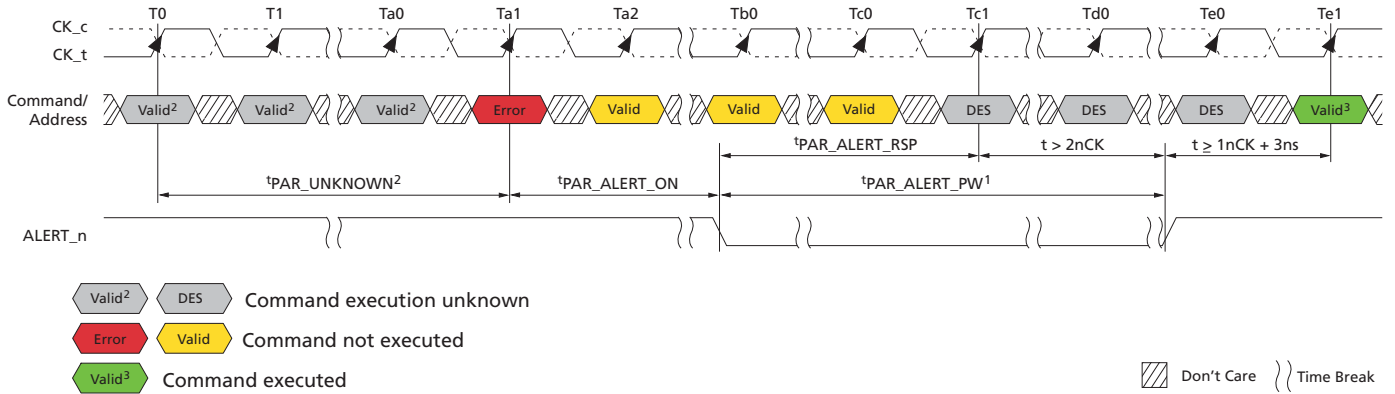 T0 T1 Ta0 Ta1 Ta2 Tb0 Tc0 Tc1 Td0 Te0 Te1
CK_c
CK_t
Command/
Address
Valid² Valid² Valid² Error Valid Valid Valid DES DES DES Valid³
tPAR_ALERT_RSP t > 2nCK t ≥ 1nCK + 3ns
tPAR_UNKNOWN² tPAR_ALERT_ON tPAR_ALERT_PW¹
ALERT_n
Valid² DES Command execution unknown
Error Valid Command not executed
Valid³ Command executed
Don't Care Time Break